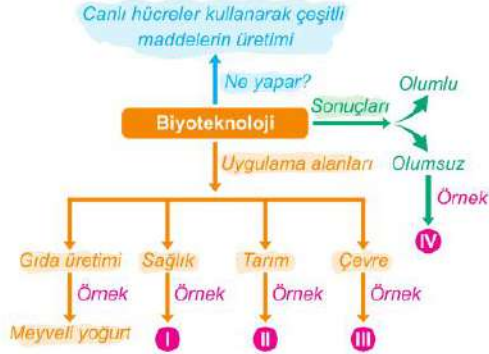 Canlı hücreler kullanarak çeşitli
maddelerin üretimi
Ne yapar?
Olumlu
Sonuçları
Biyoteknoloji
Olumsuz
Uygulama alanları
Örnek
IV
Gıda üretimi Sağlık Tarım Çevre
Örnek Örnek Örnek Örnek
Meyveli yoğurt I II III